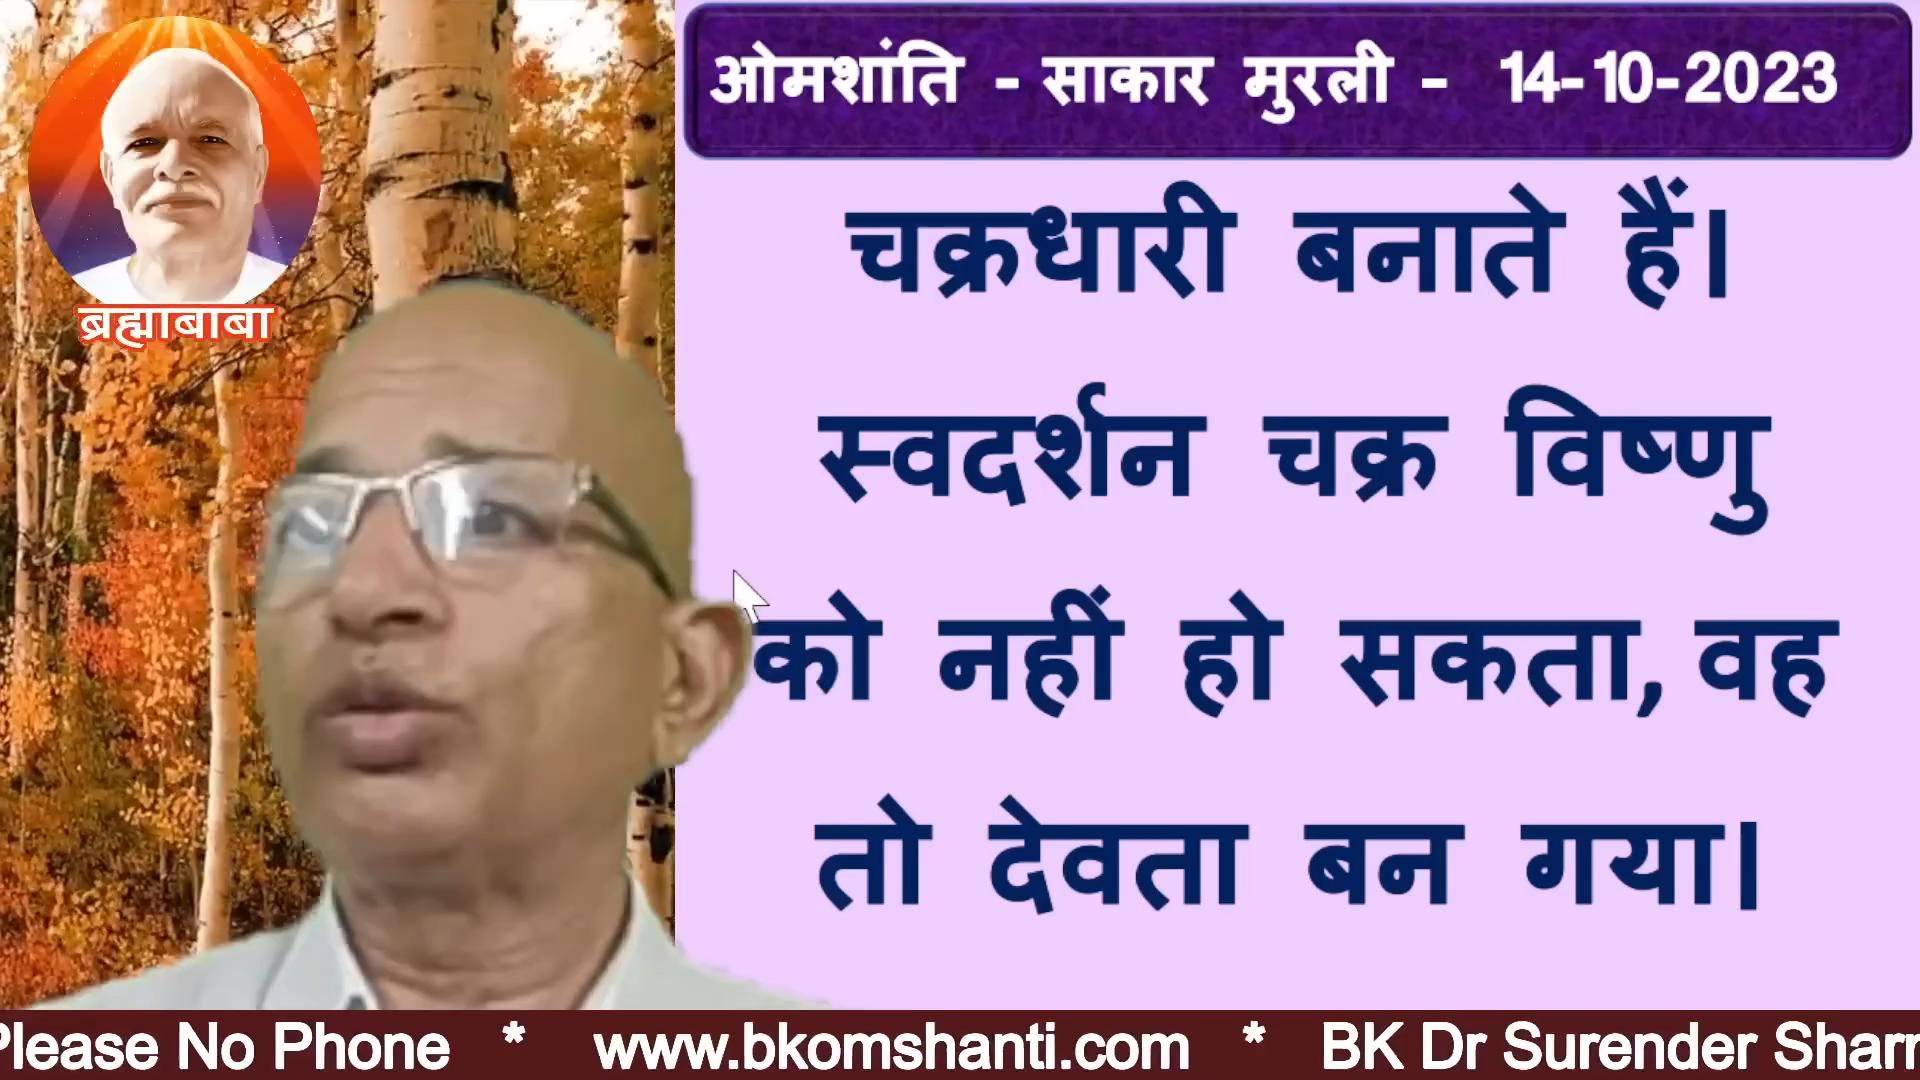 ओमशांति - साकार मुरली - 14-10-2023
ब्रह्माबाबा
चक्रधारी बनाते हैं।
स्वदर्शन चक्र विष्णु
को नहीं हो सकता, वह
तो देवता बन गया।
Please No Phone * www.bkomshanti.com * BK Dr Surender